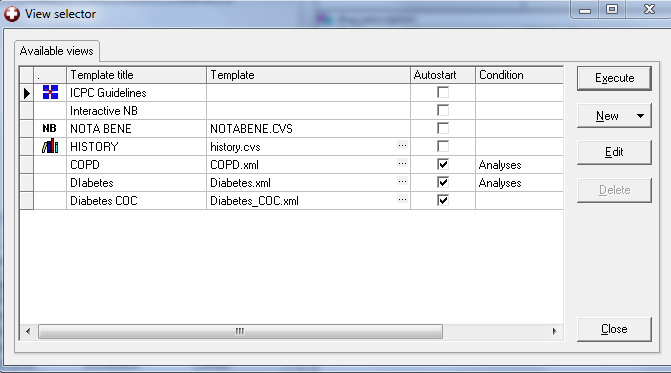 View selector
Available views
. Template title Template Autostart Condition
ICPC Guidelines
Interactive NB
NB NOTA BENE NOTABENE.CVS
HISTORY history.cvs ...
COPD COPD.xml ... Analyses
DIabetes Diabetes.xml ... Analyses
Diabetes COC Diabetes_COC.xml ...
Execute
New
Edit
Delete
Close